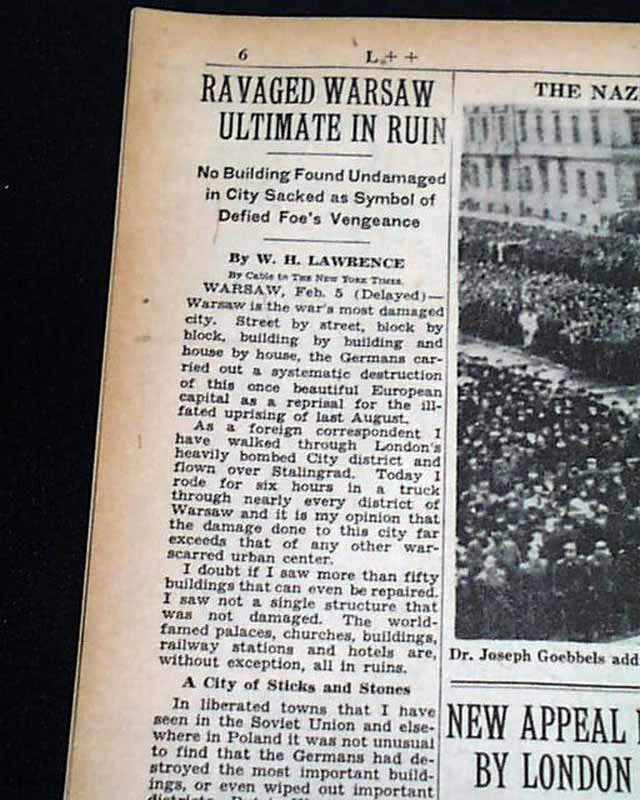 6 L++
RAVAGED WARSAW
ULTIMATE IN RUIN
No Building Found Undamaged
in City Sacked as Symbol of
Defied Foe's Vengeance
By W. H. LAWRENCE
By Cable to THE NEW YORK TIMES.
WARSAW, Feb. 5 (Delayed)—
Warsaw is the war's most damaged
city. Street by street, block by
block, building by building and
house by house, the Germans car-
ried out a systematic destruction
of this once beautiful European
capital as a reprisal for the ill-
fated uprising of last August.
As a foreign correspondent I
have walked through London's
heavily bombed City district and
flown over Stalingrad. Today I
rode for six hours in a truck
through nearly every district of
Warsaw and it is my opinion that
the damage done to this city far
exceeds that of any other war-
scarred urban center.
I doubt if I saw more than fifty
buildings that can even be repaired.
I saw not a single structure that
was not damaged. The world-
famed palaces, churches, buildings,
railway stations and hotels are,
without exception, all in ruins.
A City of Sticks and Stones
In liberated towns that I have
seen in the Soviet Union and else-
where in Poland it was not unusual
to find that the Germans had de-
stroyed the most important build-
ings, or even wiped out important
THE NAZ
Dr. Joseph Goebbels add
NEW APPEAL
BY LONDON